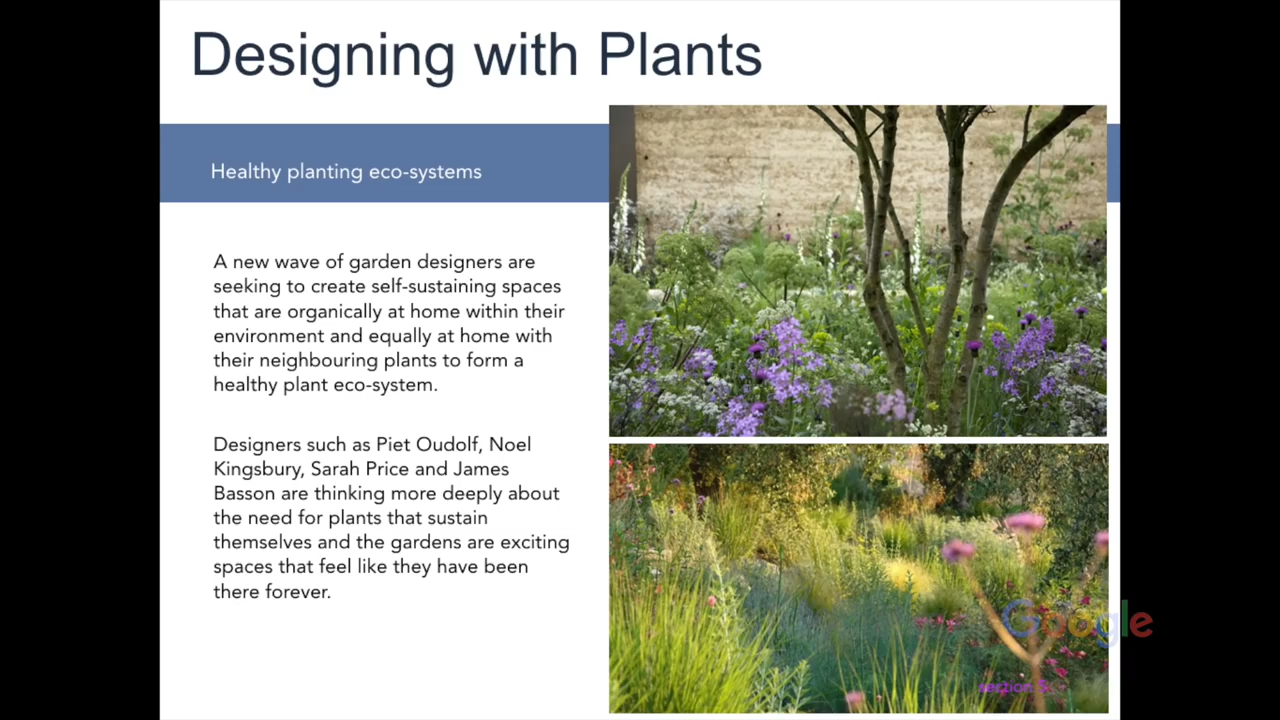 Designing with Plants
Healthy planting eco-systems
A new wave of garden designers are
seeking to create self-sustaining spaces
that are organically at home within their
environment and equally at home with
their neighbouring plants to form a
healthy plant eco-system.
Designers such as Piet Oudolf, Noel
Kingsbury, Sarah Price and James
Basson are thinking more deeply about
the need for plants that sustain
themselves and the gardens are exciting
spaces that feel like they have been
there forever.
Google
section 5